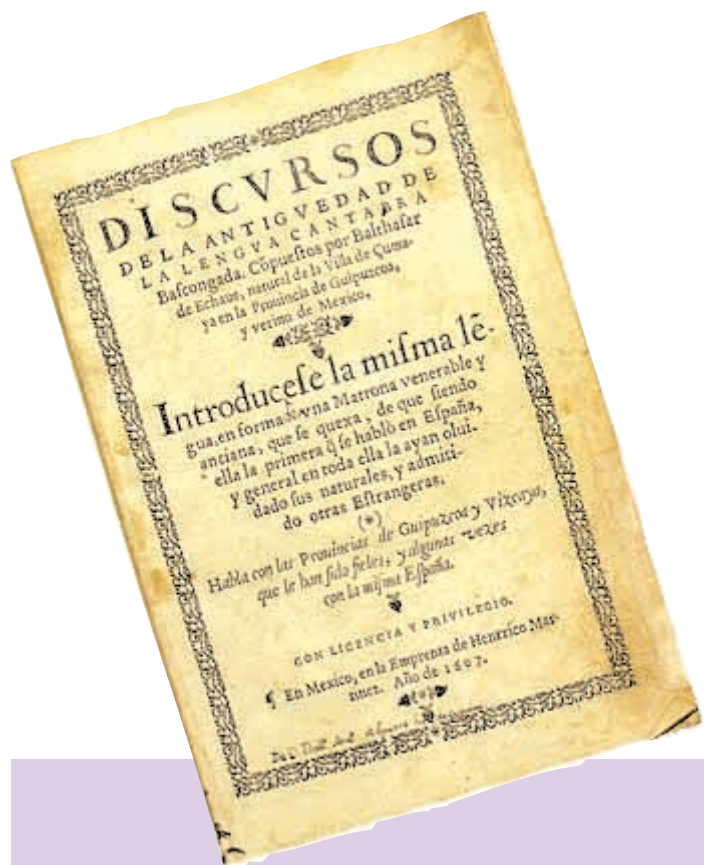 DISCVRSOS
DE LA ANTIGVEDAD DE
LA LENGVA CANTABRA
Baſcongada. Cõpueſtos por Balthaſar
de Echaue, natural de la Villa de Çuma-
ya en la Prouincia de Guipuzcoa,
y vezino de Mexico.
Introduceſe la miſma lẽ-
gua, en forma de vna Matrona venerable y
anciana, que ſe quexa, de que ſiendo
ella la primera q̃ ſe hablò en Eſpaña,
y general en toda ella la ayan olui-
dado ſus naturales, y admiti-
do otras Eſtrangeras.
(*)
Habla con las Prouincias de Guipuzcoa y Vizcaya,
que le han ſido fieles, y algunas vezes
con la miſma Eſpaña.
CON LICENCIA Y PRIVILEGIO.
¶ En Mexico, en la Emprenta de Henrrico Mar-
tinez. Año de 1607.